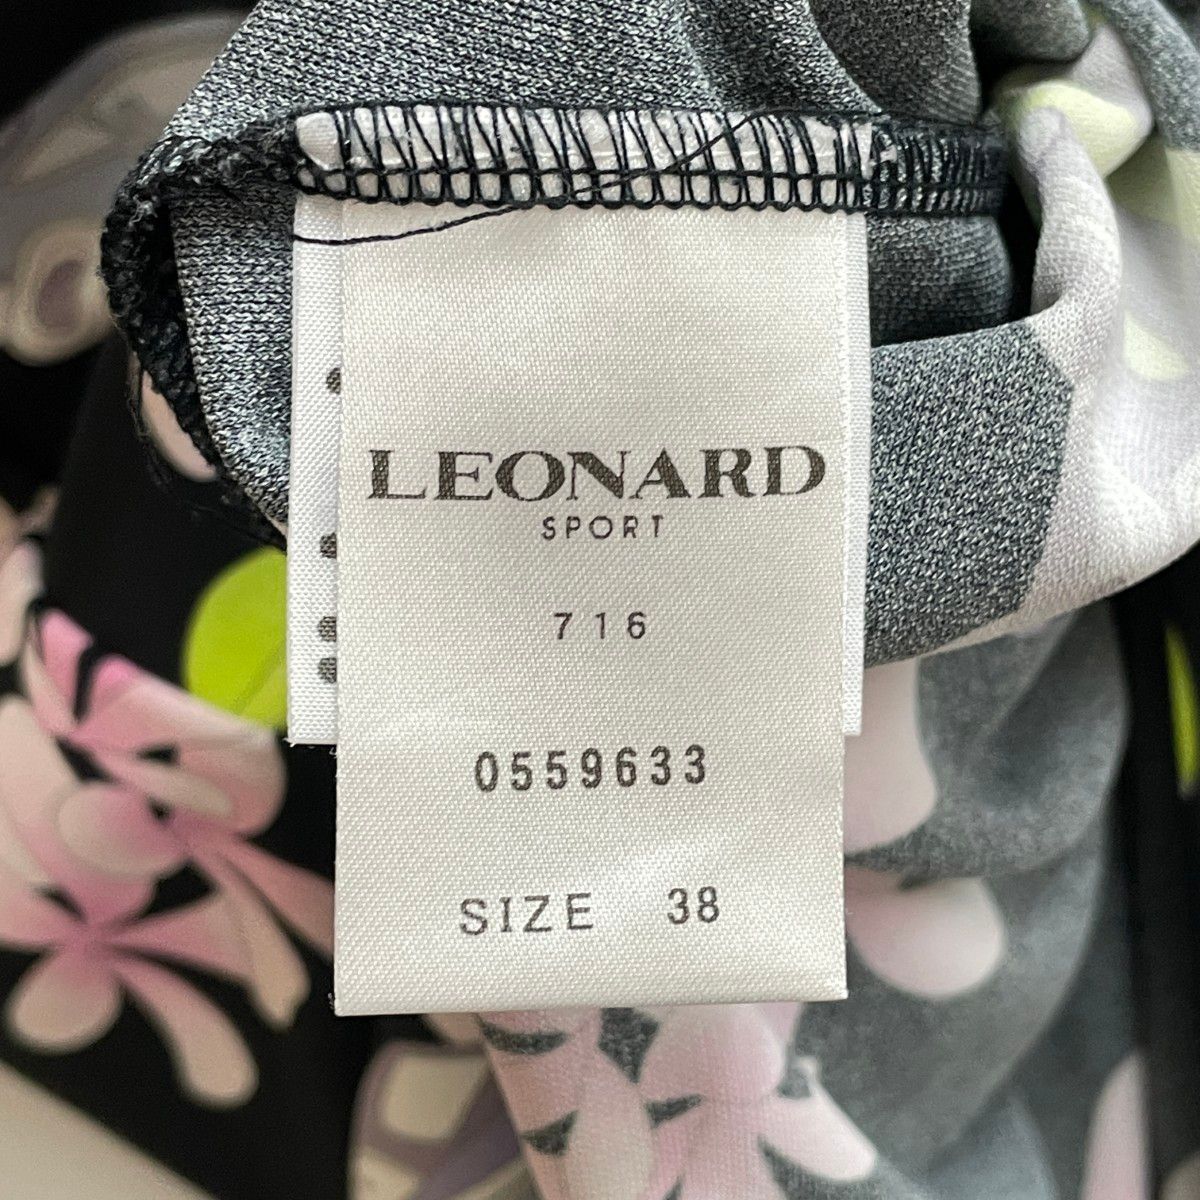 LEONARD
SPORT
716
0559633
SIZE 38